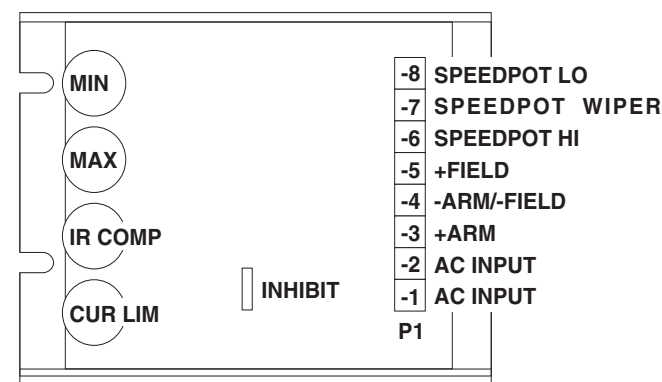 MIN
MAX
IR COMP
CUR LIM
INHIBIT
-8 SPEEDPOT LO
-7 SPEEDPOT WIPER
-6 SPEEDPOT HI
-5 +FIELD
-4 -ARM/-FIELD
-3 +ARM
-2 AC INPUT
-1 AC INPUT
P1